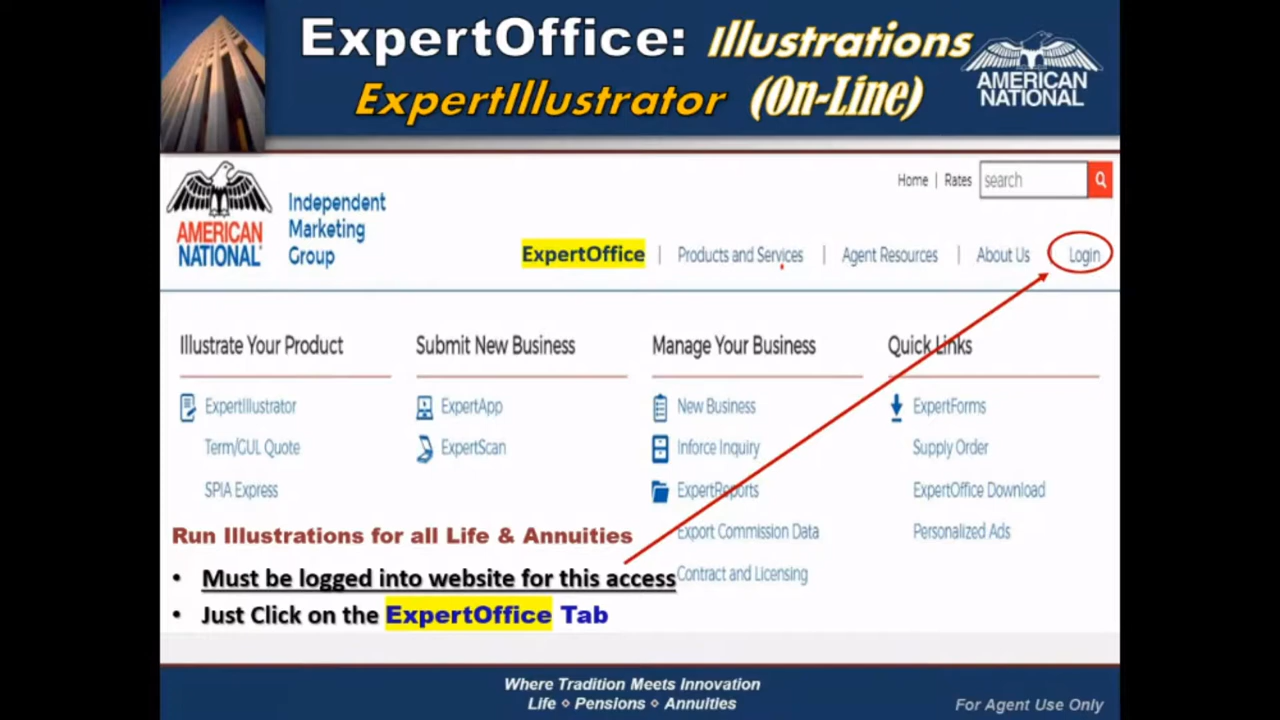 ExpertOffice: Illustrations
ExpertIllustrator (On-Line)
AMERICAN
NATIONAL
AMERICAN
NATIONAL
Independent
Marketing
Group
Home | Rates
search
ExpertOffice | Products and Services | Agent Resources | About Us
Login
Illustrate Your Product
ExpertIllustrator
Term/GUL Quote
SPIA Express
Submit New Business
ExpertApp
ExpertScan
Manage Your Business
New Business
Inforce Inquiry
ExpertReports
Export Commission Data
Contract and Licensing
Quick Links
ExpertForms
Supply Order
ExpertOffice Download
Personalized Ads
Run Illustrations for all Life & Annuities
• Must be logged into website for this access
• Just Click on the ExpertOffice Tab
Where Tradition Meets Innovation
Life ⋄ Pensions ⋄ Annuities
For Agent Use Only